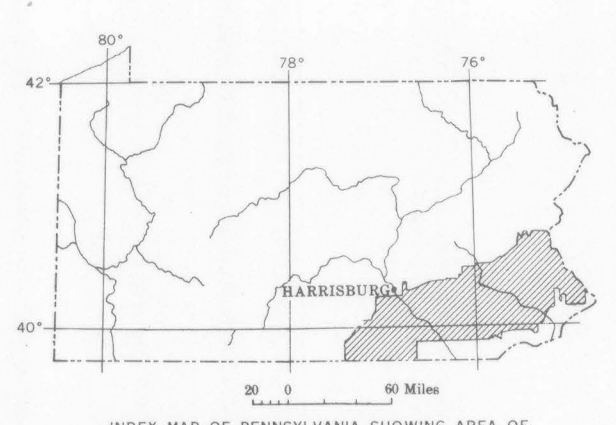 80°
78°
76°
42°
HARRISBURG
40°
20 0 60 Miles
INDEX MAP OF PENNSYLVANIA SHOWING AREA OF